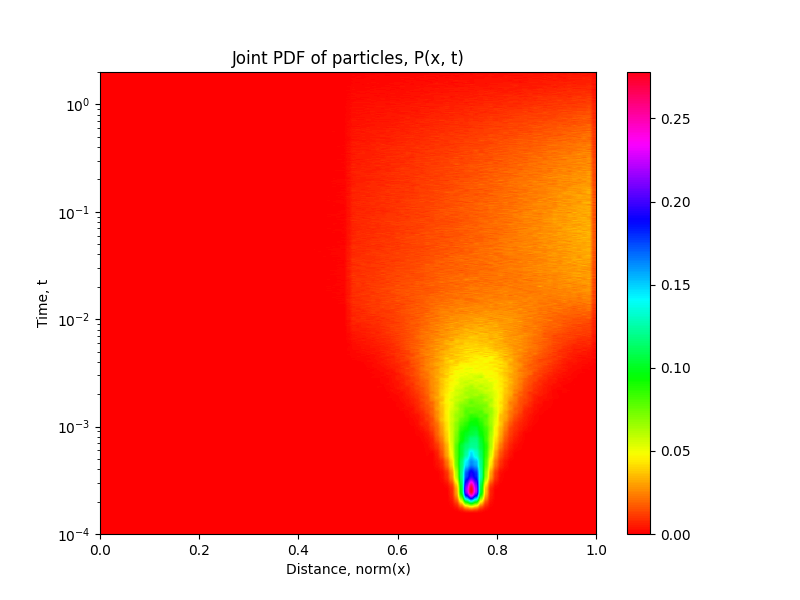 Joint PDF of particles, P(x, t)
10⁰
10⁻¹
10⁻²
10⁻³
10⁻⁴
Time, t
0.0 0.2 0.4 0.6 0.8 1.0
Distance, norm(x)
0.25
0.20
0.15
0.10
0.05
0.00